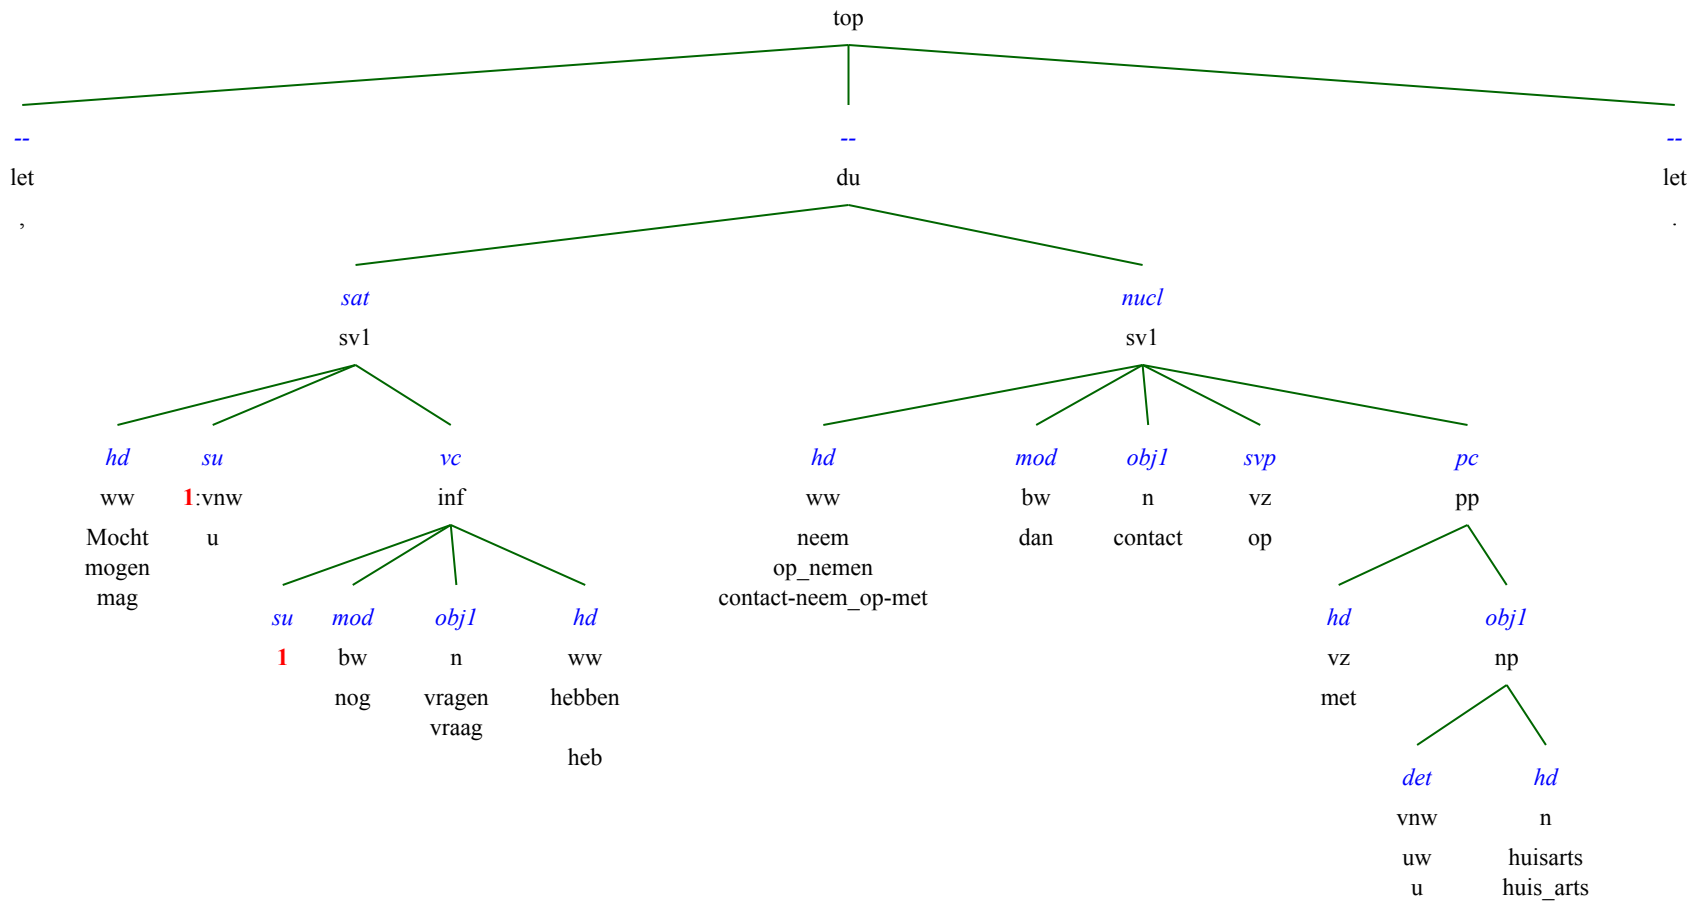 top
-- -- --
let du let
, .
sat nucl
sv1 sv1
hd su vc hd mod obj1 svp pc
ww 1:vnw inf ww bw n vz pp
Mocht u neem dan contact op
mogen op_nemen
mag contact-neem_op-met
su mod obj1 hd hd obj1
1 bw n ww vz np
nog vragen hebben met
vraag
heb
det hd
vnw n
uw huisarts
u huis_arts